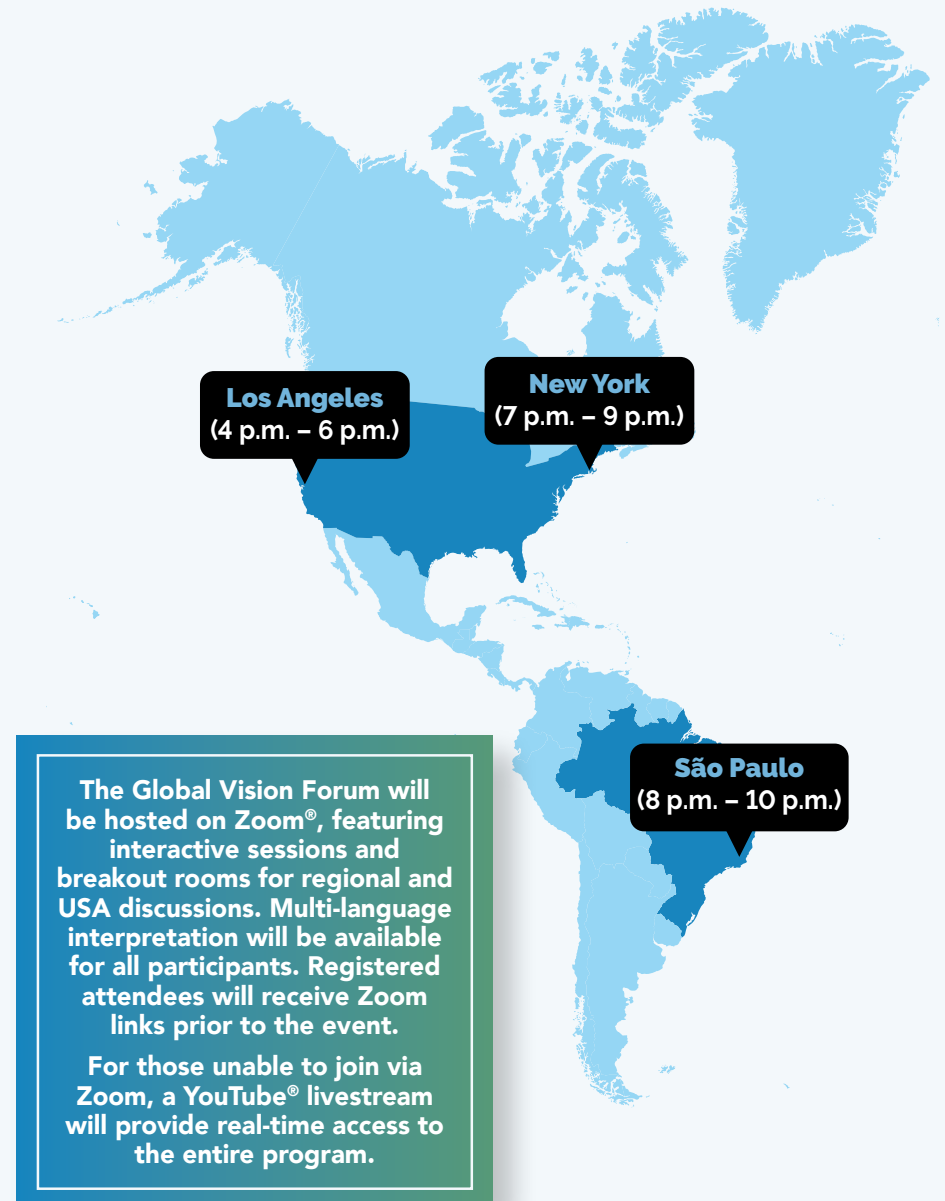 Los Angeles
(4 p.m. – 6 p.m.)
New York
(7 p.m. – 9 p.m.)
São Paulo
(8 p.m. – 10 p.m.)
The Global Vision Forum will
be hosted on Zoom®, featuring
interactive sessions and
breakout rooms for regional and
USA discussions. Multi-language
interpretation will be available
for all participants. Registered
attendees will receive Zoom
links prior to the event.
For those unable to join via
Zoom, a YouTube® livestream
will provide real-time access to
the entire program.